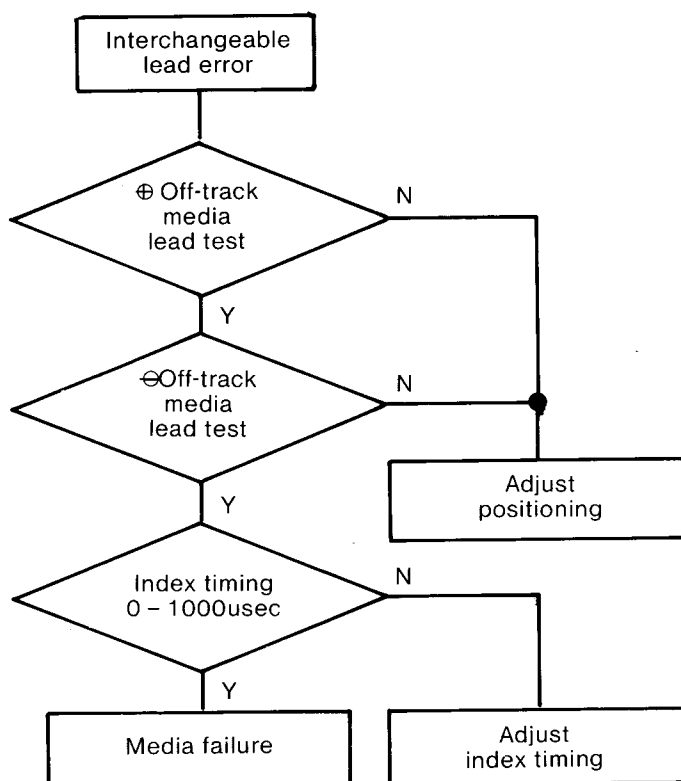 Interchangeable
lead error
⊕ Off-track
media
lead test
N
Y
⊖Off-track
media
lead test
N
Y
Adjust
positioning
Index timing
0 – 1000usec
N
Y
Media failure
Adjust
index timing